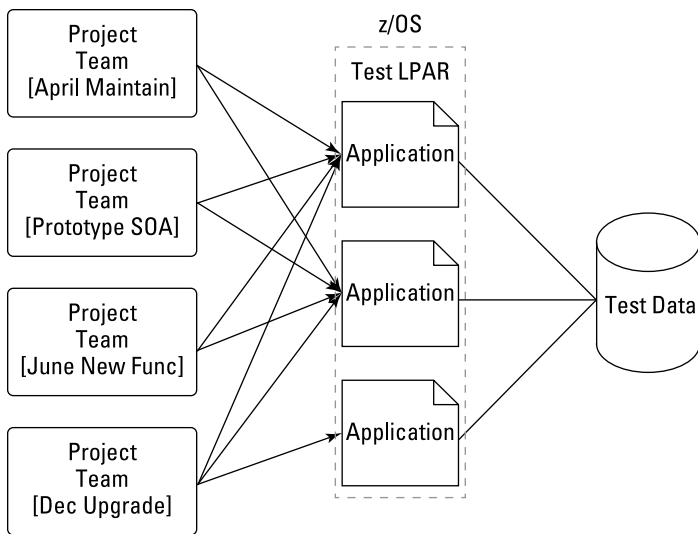 Project
Team
[April Maintain]
Project
Team
[Prototype SOA]
Project
Team
[June New Func]
Project
Team
[Dec Upgrade]
z/OS
Test LPAR
Application
Application
Application
Test Data